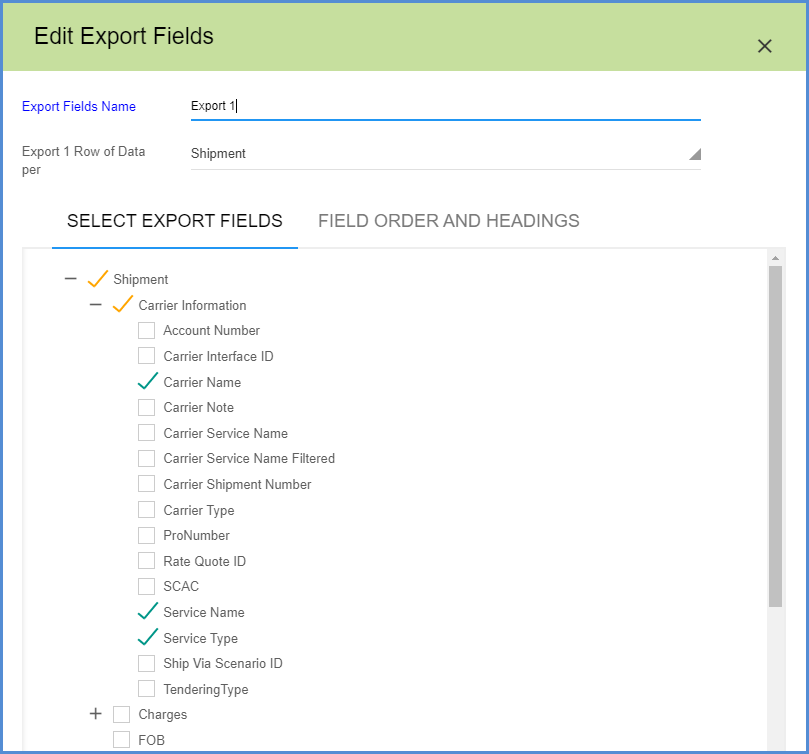 Edit Export Fields
Export Fields Name
Export 1
Export 1 Row of Data
per
Shipment
SELECT EXPORT FIELDS
FIELD ORDER AND HEADINGS
Shipment
Carrier Information
Account Number
Carrier Interface ID
Carrier Name
Carrier Note
Carrier Service Name
Carrier Service Name Filtered
Carrier Shipment Number
Carrier Type
ProNumber
Rate Quote ID
SCAC
Service Name
Service Type
Ship Via Scenario ID
TenderingType
Charges
FOB